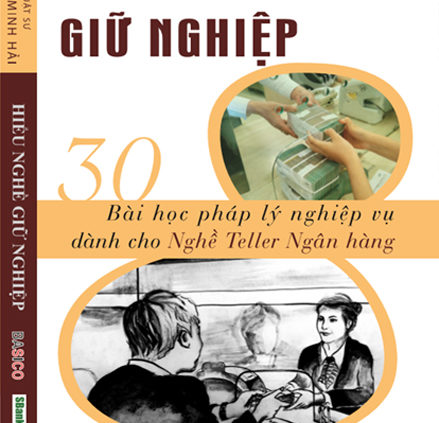 MINH HẢI
HIỂU NGHỀ GIỮ NGHIỆP
BASICO
SBank
GIỮ NGHIỆP
30
Bài học pháp lý nghiệp vụ
dành cho Nghề Teller Ngân hàng